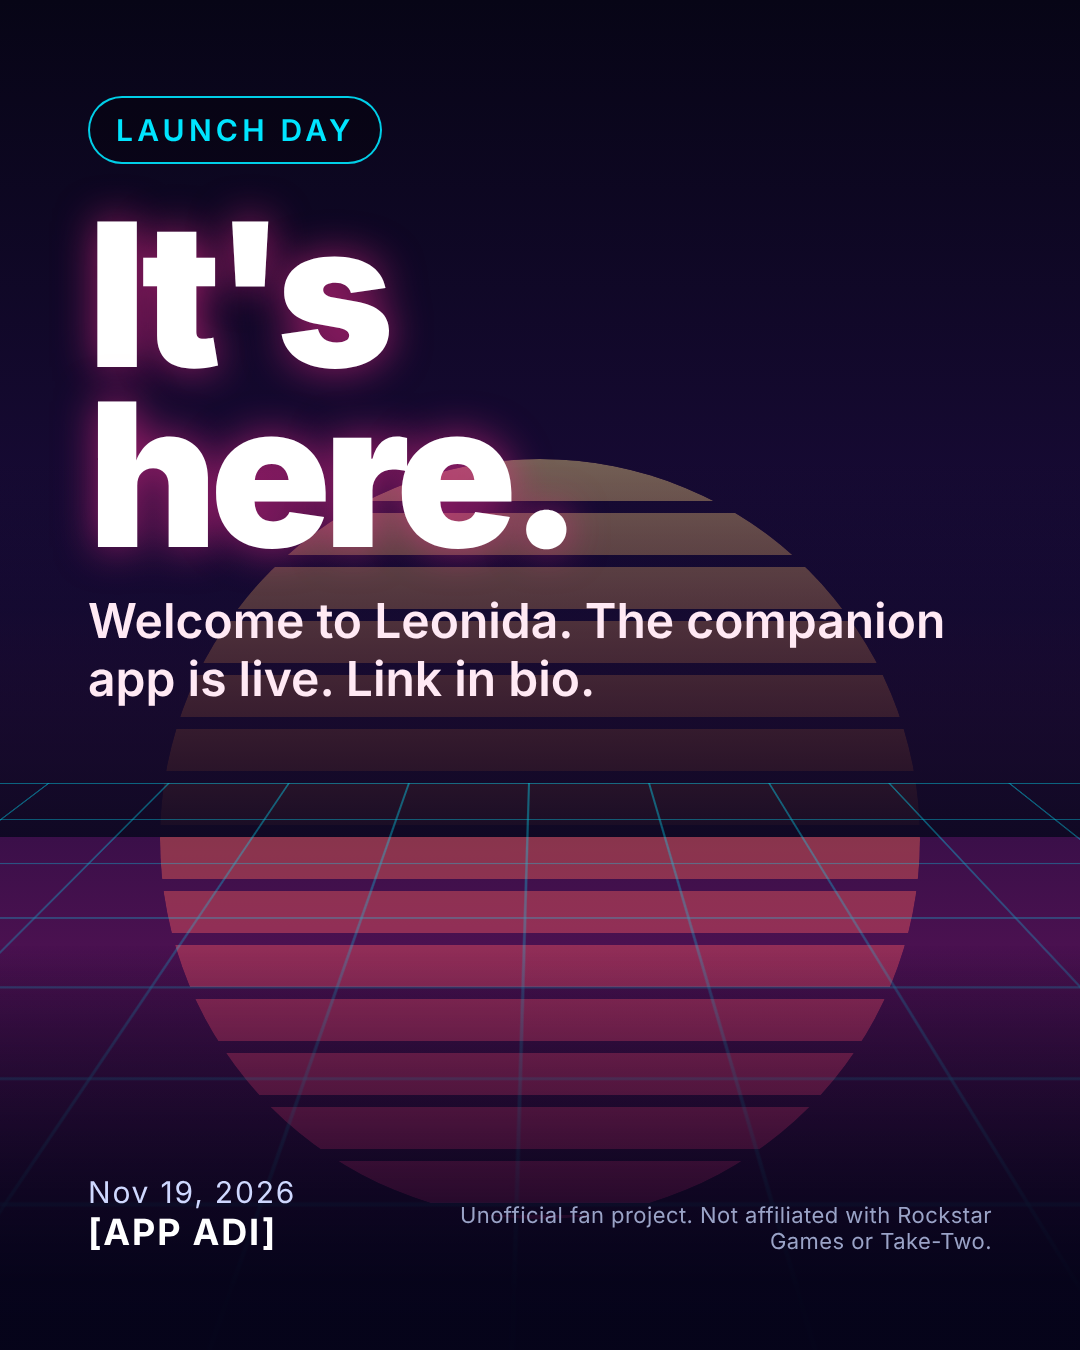 LAUNCH DAY
It's
here.
Welcome to Leonida. The companion
app is live. Link in bio.
Nov 19, 2026
[APP ADI]
Unofficial fan project. Not affiliated with Rockstar
Games or Take-Two.